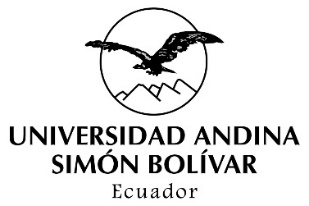 UNIVERSIDAD ANDINA
SIMÓN BOLÍVAR
Ecuador